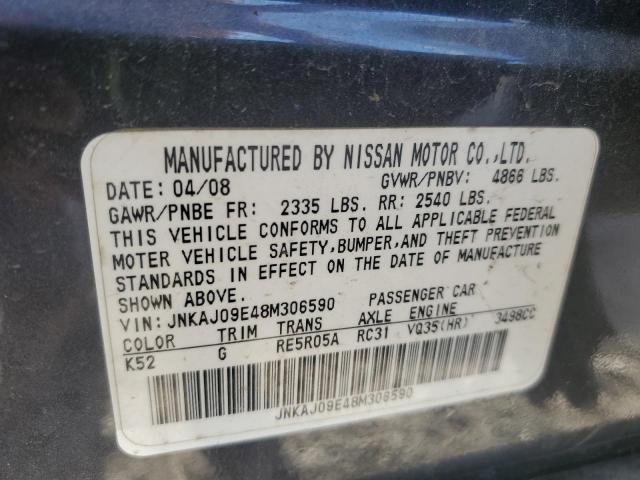 MANUFACTURED BY NISSAN MOTOR CO.,LTD.
DATE: 04/08 GVWR/PNBV: 4866 LBS.
GAWR/PNBE FR: 2335 LBS. RR: 2540 LBS.
THIS VEHICLE CONFORMS TO ALL APPLICABLE FEDERAL
MOTER VEHICLE SAFETY,BUMPER,AND THEFT PREVENTION
STANDARDS IN EFFECT ON THE DATE OF MANUFACTURE
SHOWN ABOVE.
VIN: JNKAJ09E48M306590 PASSENGER CAR
COLOR TRIM TRANS AXLE ENGINE
K52 G RE5R05A RC31 VQ35(HR) 3498CC
JNKAJ09E48M306590